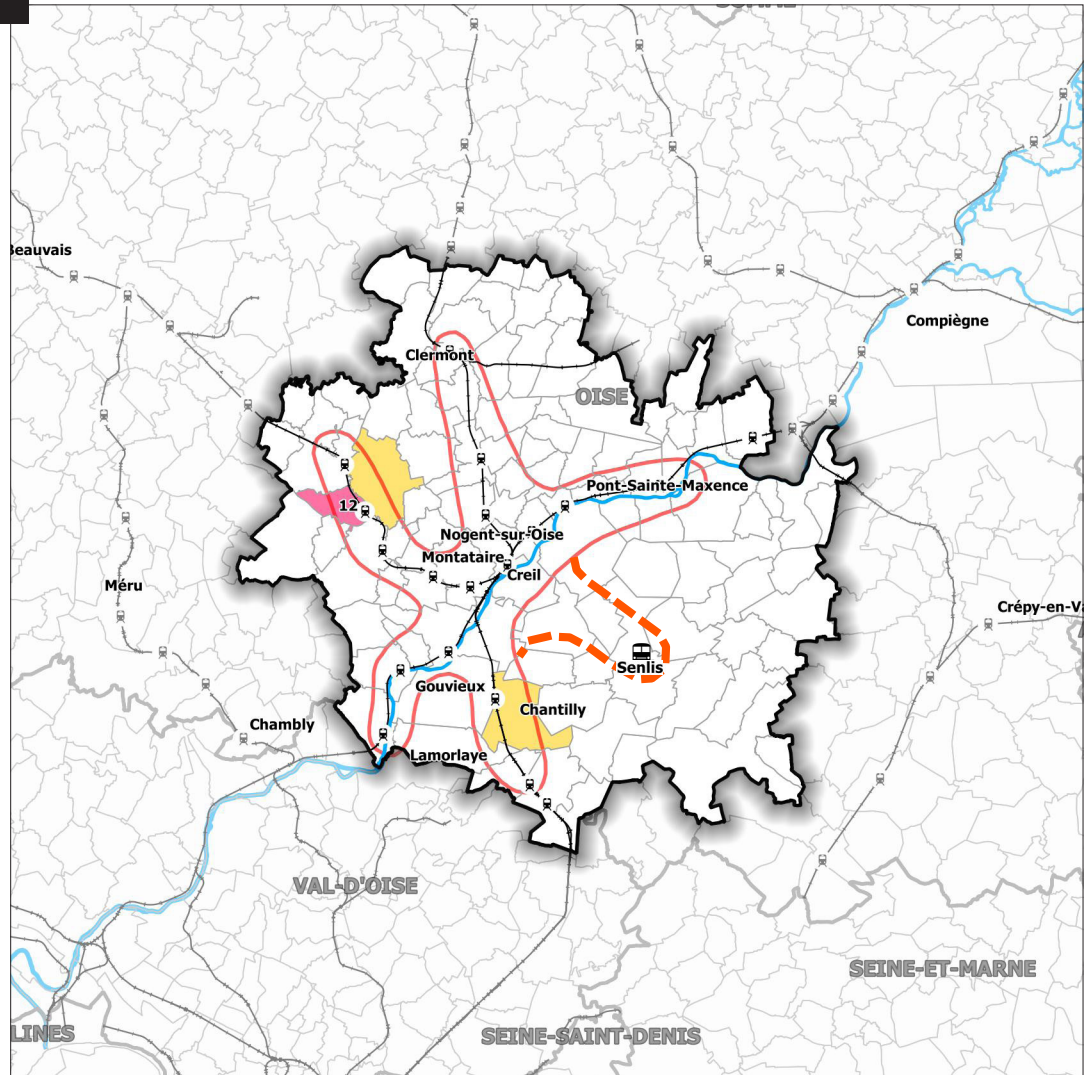 Beauvais
Compiègne
Clermont
OISE
Pont-Sainte-Maxence
12
Nogent-sur-Oise
Montataire
Creil
Méru
Crépy-en-Va
Senlis
Gouvieux
Chantilly
Chambly
Lamorlaye
VAL-D'OISE
SEINE-ET-MARNE
LINES
SEINE-SAINT-DENIS